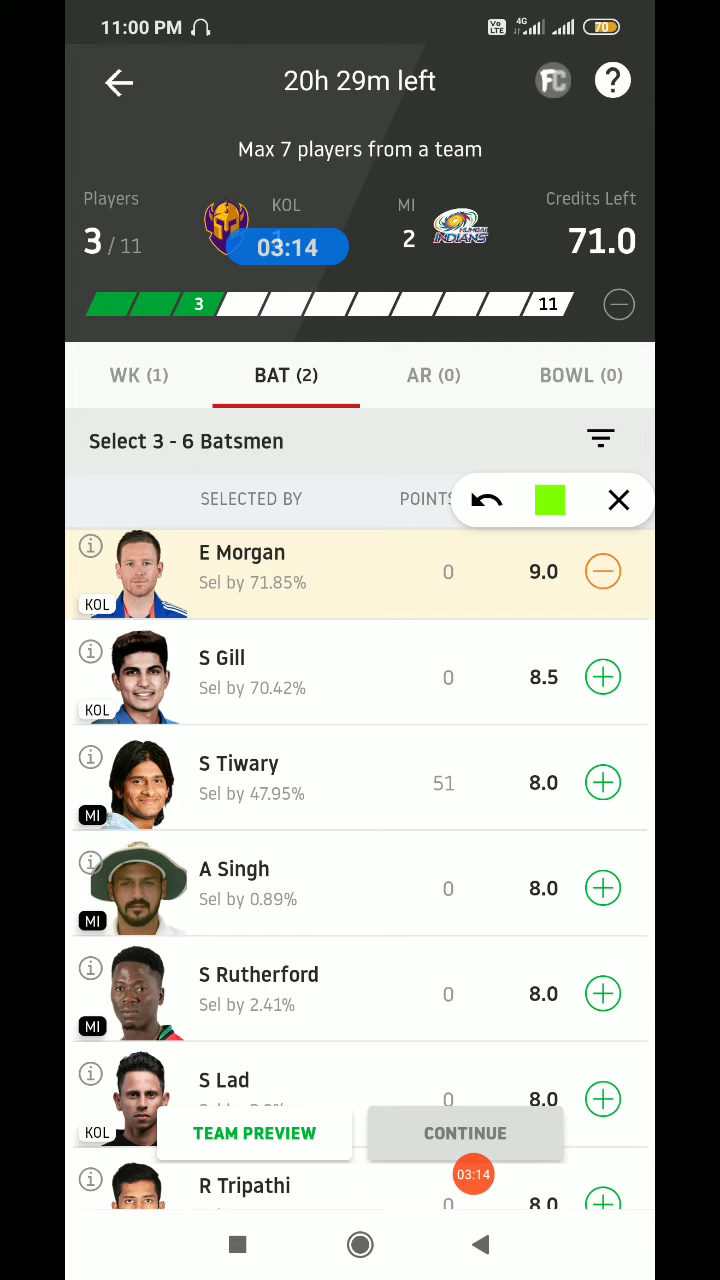 11:00 PM
Vo LTE 4G 70
20h 29m left
FC ?
Max 7 players from a team
Players KOL MI Credits Left
3 / 11 03:14 2 MUMBAI INDIANS 71.0
3 11
WK (1) BAT (2) AR (0) BOWL (0)
Select 3 - 6 Batsmen
SELECTED BY POINTS
E Morgan
Sel by 71.85% 0 9.0
KOL
S Gill
Sel by 70.42% 0 8.5
KOL
S Tiwary
Sel by 47.95% 51 8.0
MI
A Singh
Sel by 0.89% 0 8.0
MI
S Rutherford
Sel by 2.41% 0 8.0
MI
S Lad
0 8.0
KOL
TEAM PREVIEW CONTINUE
03:14
R Tripathi
0 8.0